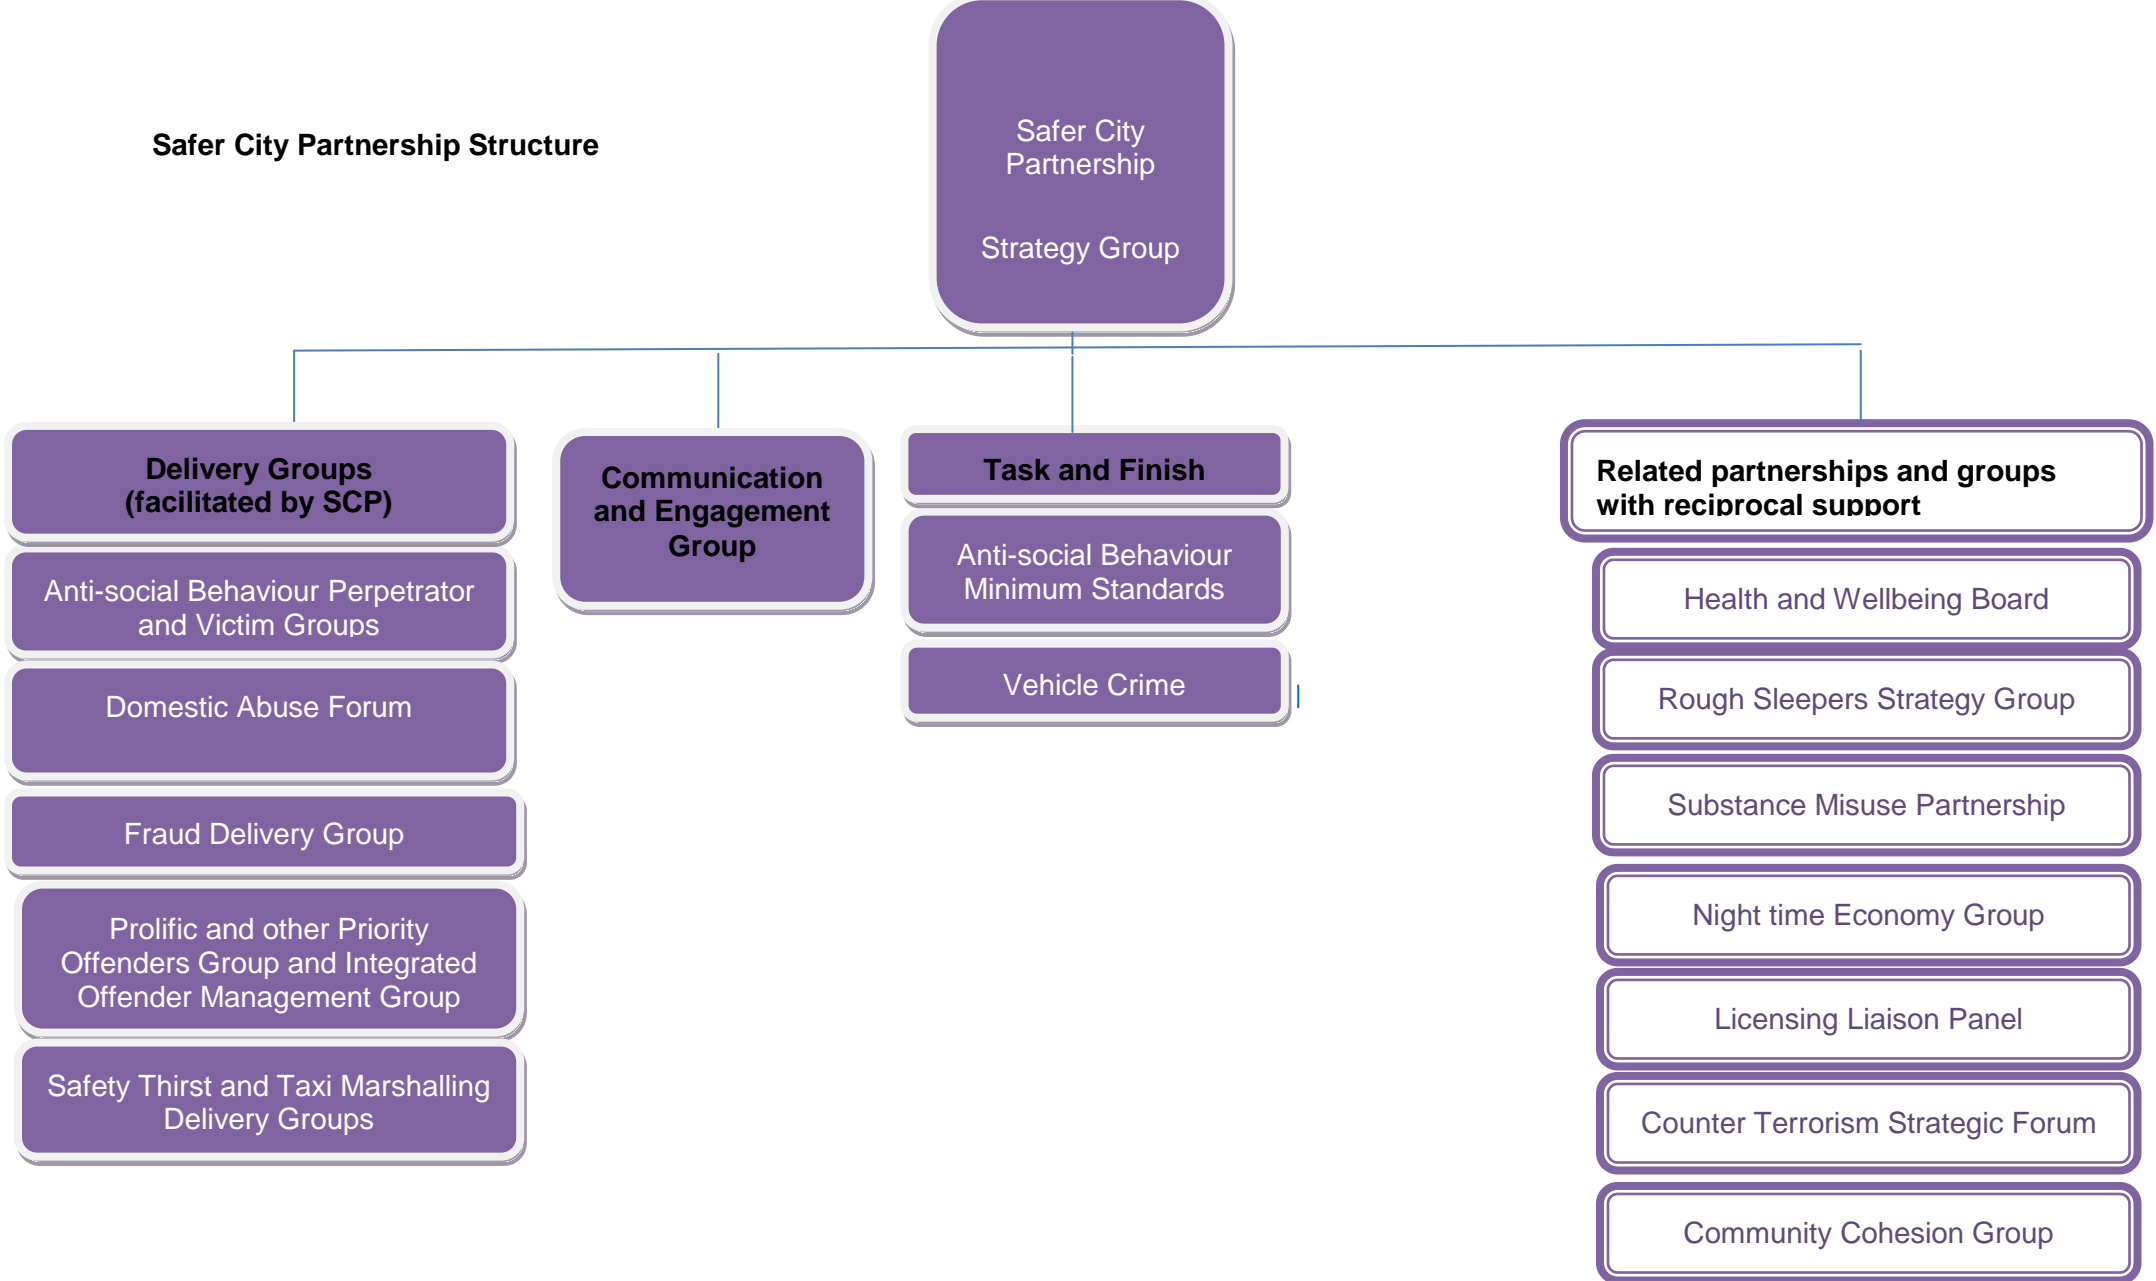 Safer City Partnership Structure
Safer City
Partnership
Strategy Group
Delivery Groups
(facilitated by SCP)
Anti-social Behaviour Perpetrator
and Victim Groups
Domestic Abuse Forum
Fraud Delivery Group
Prolific and other Priority
Offenders Group and Integrated
Offender Management Group
Safety Thirst and Taxi Marshalling
Delivery Groups
Communication
and Engagement
Group
Task and Finish
Anti-social Behaviour
Minimum Standards
Vehicle Crime
Related partnerships and groups
with reciprocal support
Health and Wellbeing Board
Rough Sleepers Strategy Group
Substance Misuse Partnership
Night time Economy Group
Licensing Liaison Panel
Counter Terrorism Strategic Forum
Community Cohesion Group